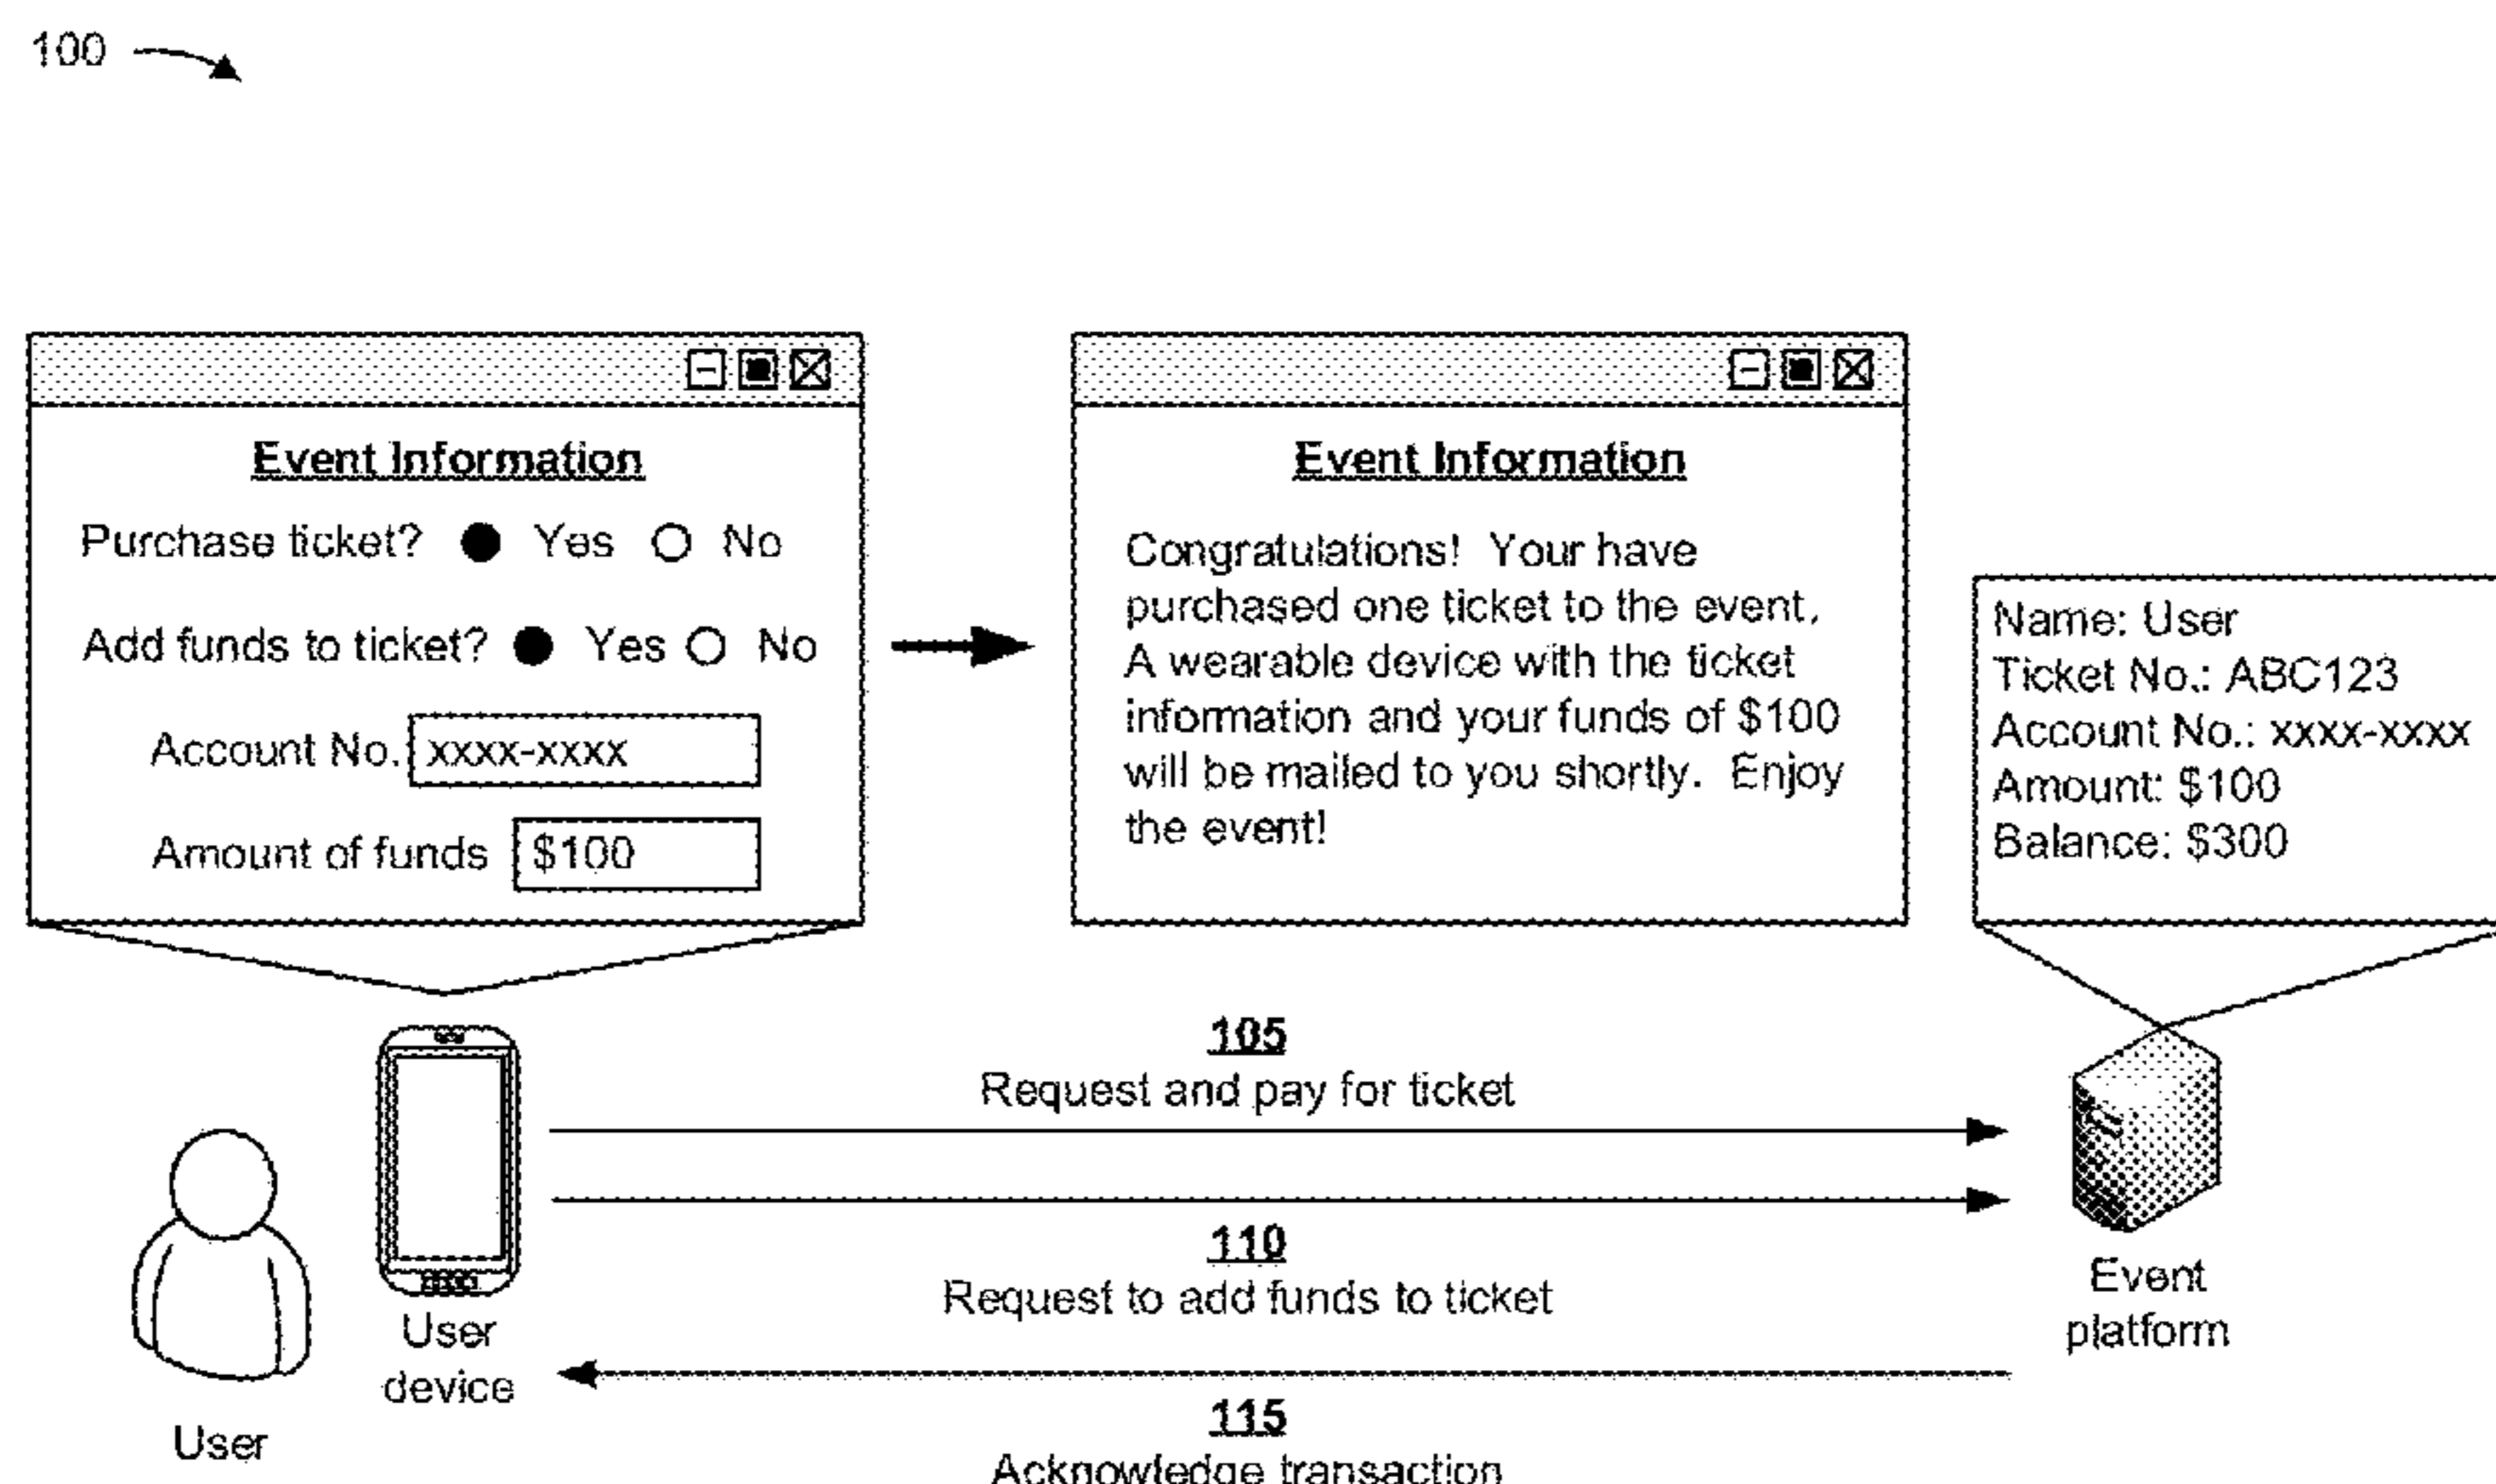 100
Event Information
Purchase ticket? Yes No
Add funds to ticket? Yes No
Account No. xxxx-xxxx
Amount of funds $100
Event Information
Congratulations! Your have
purchased one ticket to the event.
A wearable device with the ticket
information and your funds of $100
will be mailed to you shortly. Enjoy
the event!
Name: User
Ticket No.: ABC123
Account No.: xxxx-xxxx
Amount: $100
Balance: $300
105
Request and pay for ticket
110
Request to add funds to ticket
115
Acknowledge transaction
User
device
User
Event
platform